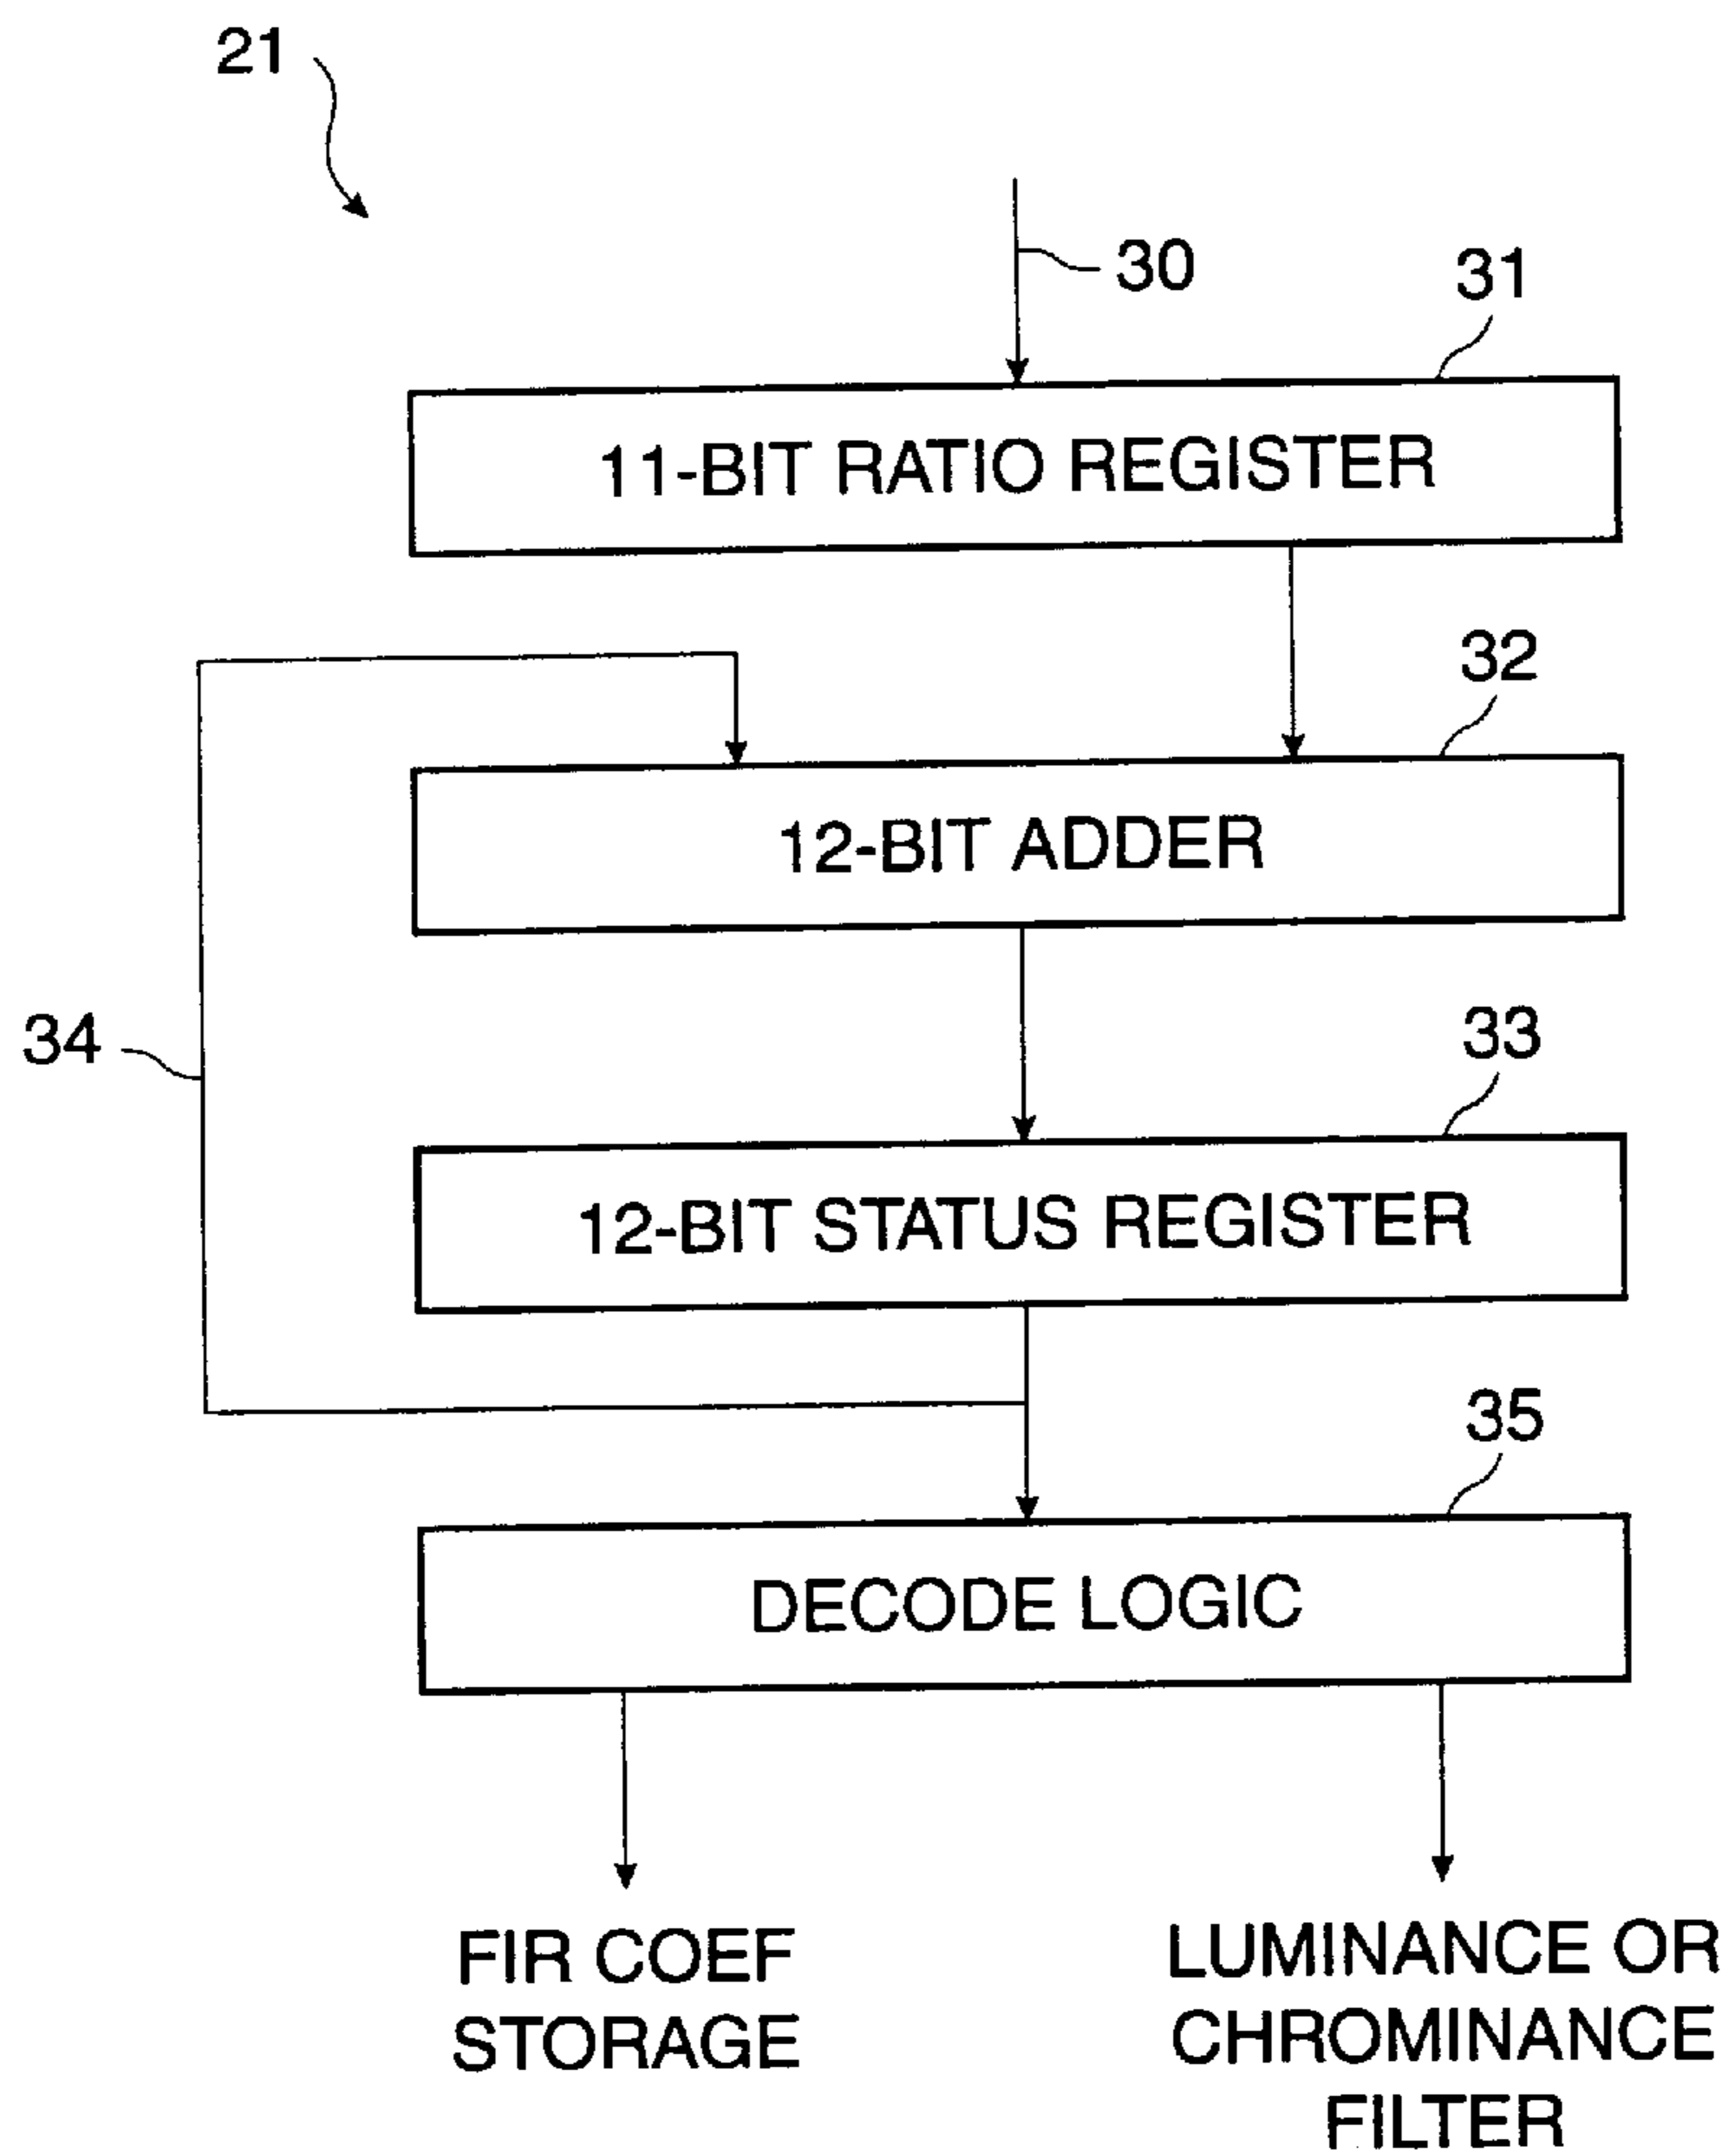 21
30
31
11-BIT RATIO REGISTER
32
12-BIT ADDER
34
33
12-BIT STATUS REGISTER
35
DECODE LOGIC
FIR COEF
STORAGE
LUMINANCE OR
CHROMINANCE
FILTER